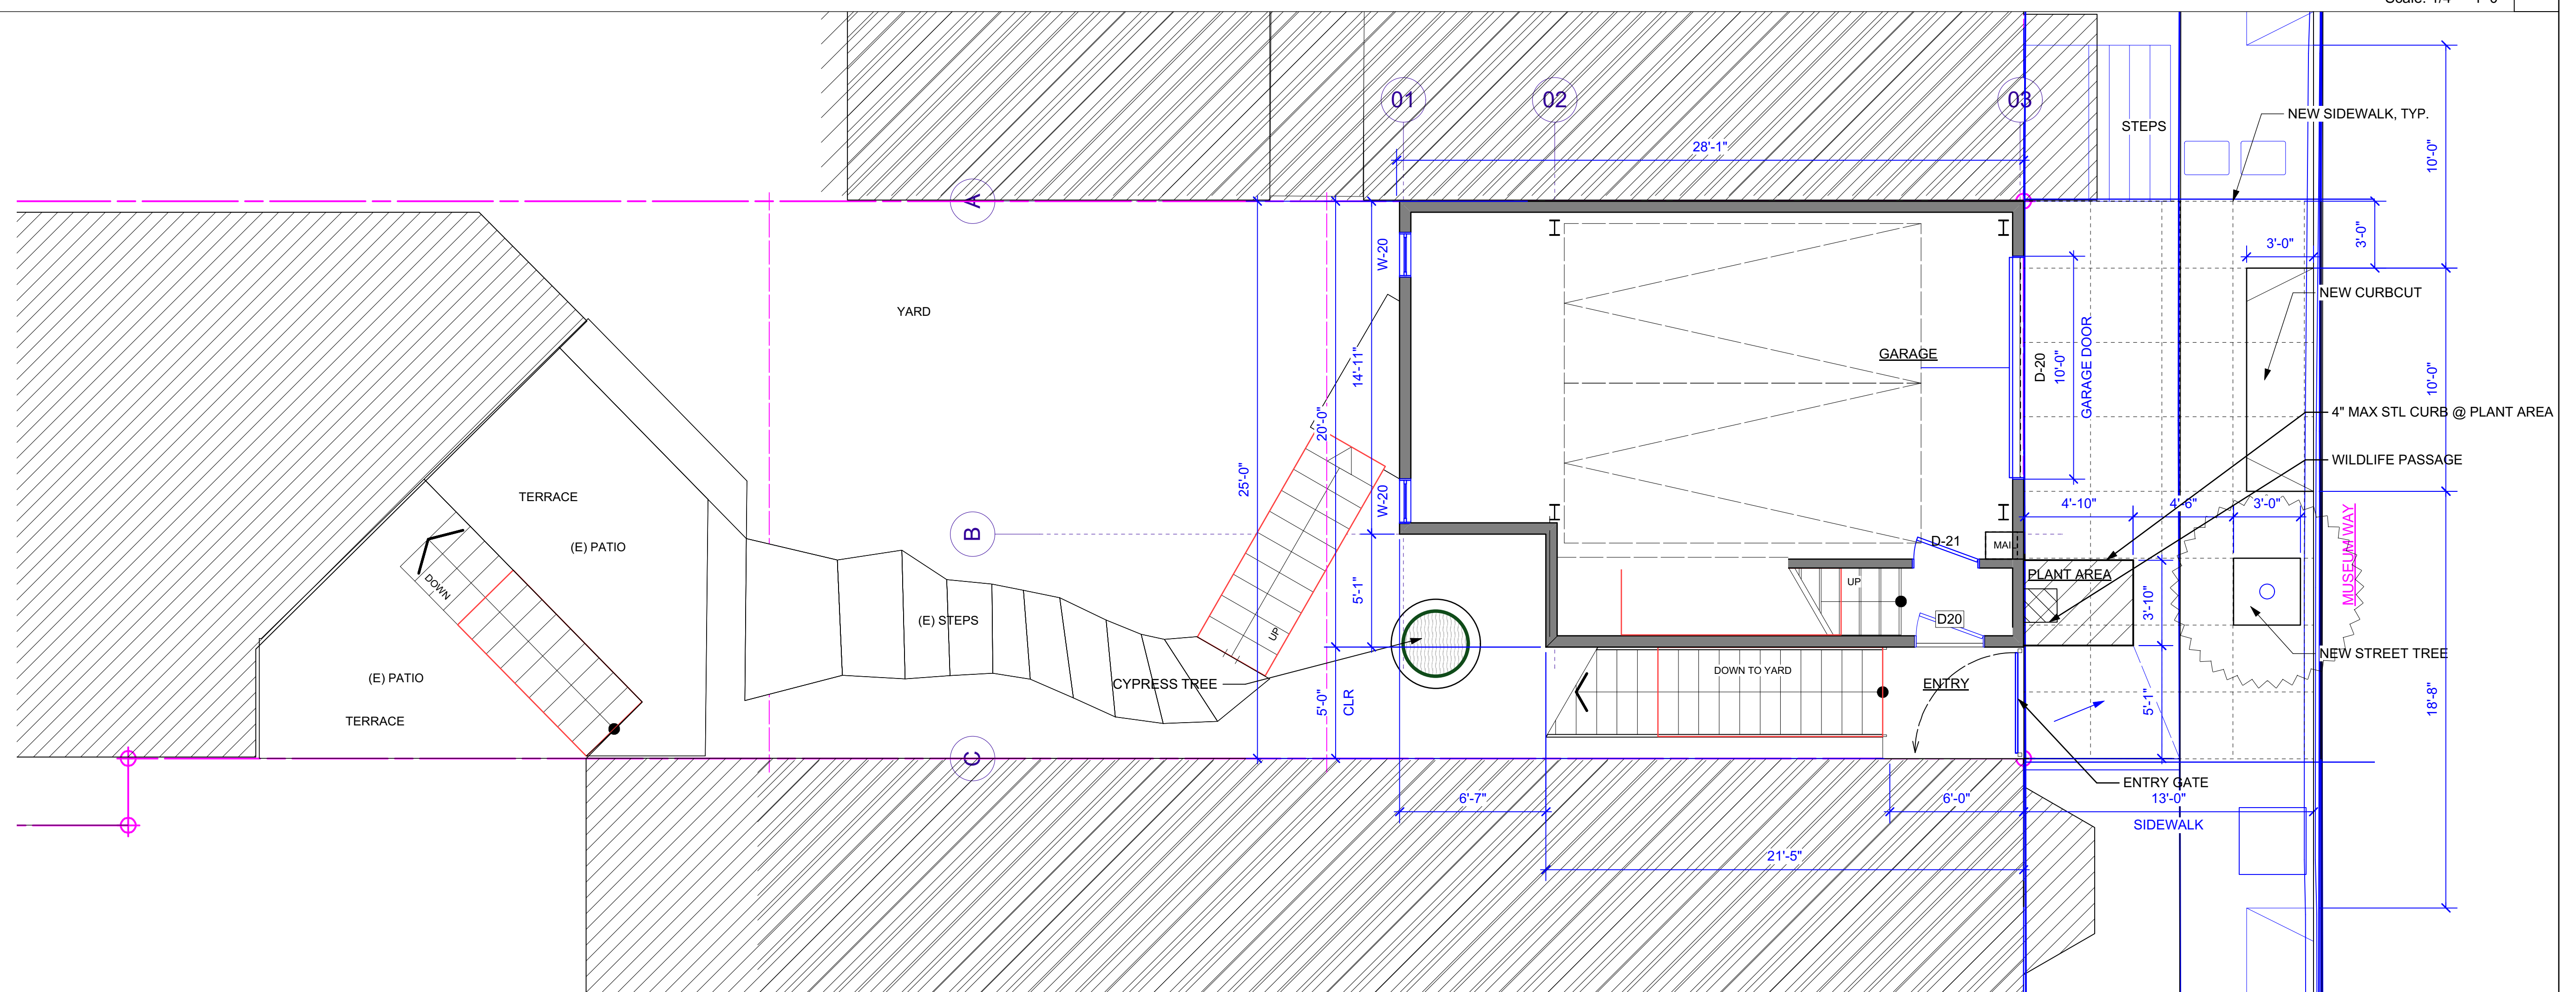 01
02
03
STEPS
NEW SIDEWALK, TYP.
28'-1"
10'-0"
A
W-20
3'-0"
3'-0"
YARD
NEW CURBCUT
GARAGE
D-20
10'-0"
GARAGE DOOR
14'-11"
10'-0"
20'-0"
4" MAX STL CURB @ PLANT AREA
WILDLIFE PASSAGE
25'-0"
W-20
TERRACE
4'-10"
4'-6"
3'-0"
B
D-21
MAIL
(E) PATIO
MUSEUM WAY
DOWN
UP
PLANT AREA
5'-1"
3'-10"
(E) STEPS
D20
UP
NEW STREET TREE
(E) PATIO
DOWN TO YARD
CYPRESS TREE
ENTRY
5'-0"
CLR
5'-1"
18'-8"
TERRACE
C
ENTRY GATE
6'-7"
6'-0"
13'-0"
SIDEWALK
21'-5"